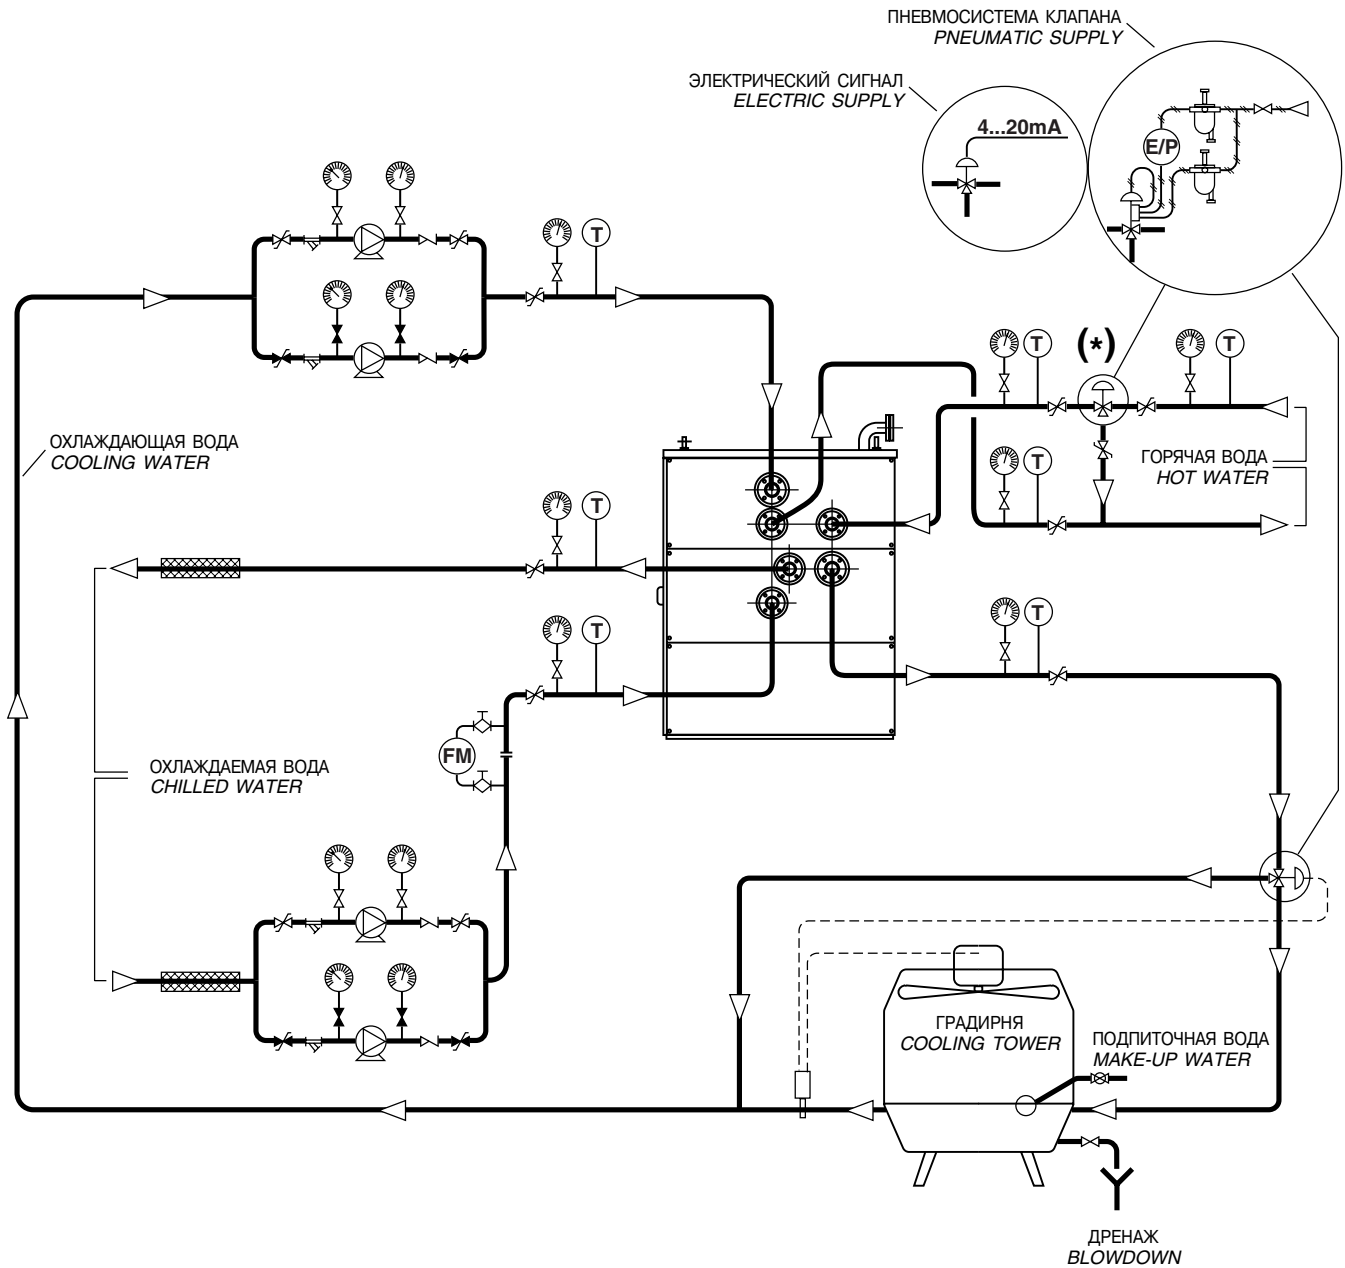 ПНЕВМОСИСТЕМА КЛАПАНА
PNEUMATIC SUPPLY
ЭЛЕКТРИЧЕСКИЙ СИГНАЛ
ELECTRIC SUPPLY
4...20mA
E/P
T
(*)
T
T
ОХЛАЖДАЮЩАЯ ВОДА
COOLING WATER
ГОРЯЧАЯ ВОДА
HOT WATER
T
T
T
T
FM
ОХЛАЖДАЕМАЯ ВОДА
CHILLED WATER
ГРАДИРНЯ
COOLING TOWER
ПОДПИТОЧНАЯ ВОДА
MAKE-UP WATER
ДРЕНАЖ
BLOWDOWN